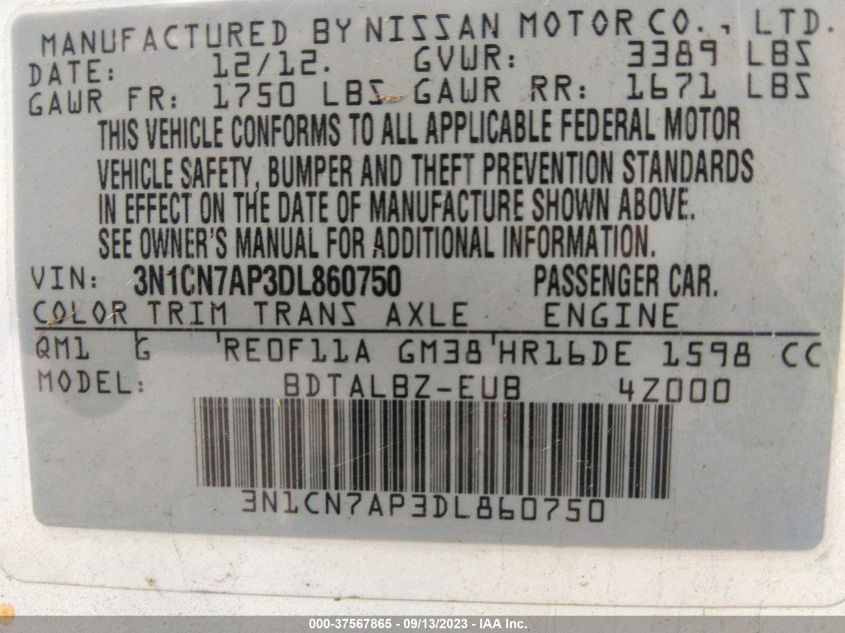 MANUFACTURED BY NISSAN MOTOR CO., LTD.
DATE: 12/12. GVWR: 3389 LBS
GAWR FR: 1750 LBS GAWR RR: 1671 LBS
THIS VEHICLE CONFORMS TO ALL APPLICABLE FEDERAL MOTOR
VEHICLE SAFETY, BUMPER AND THEFT PREVENTION STANDARDS
IN EFFECT ON THE DATE OF MANUFACTURE SHOWN ABOVE.
SEE OWNER'S MANUAL FOR ADDITIONAL INFORMATION.
VIN: 3N1CN7AP3DL860750 PASSENGER CAR.
COLOR TRIM TRANS AXLE ENGINE
QM1 G 'RE0F11A GM38'HR16DE 1598 CC
MODEL: BDTALBZ-EUB 4Z000
3N1CN7AP3DL860750
000-37567865 - 09/13/2023 - IAA Inc.